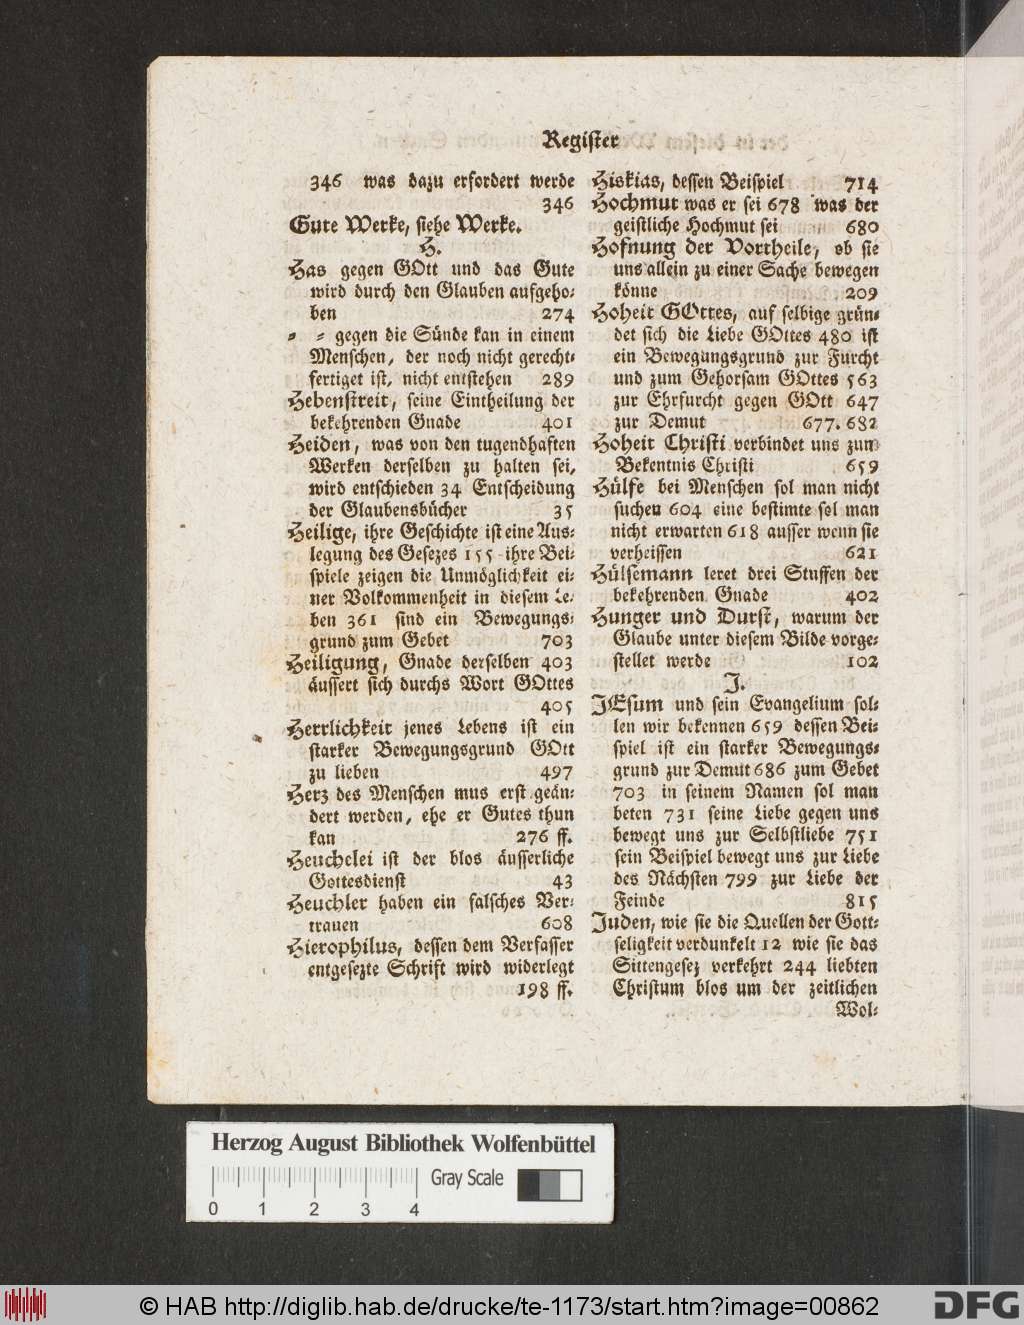 Register
346 was dazu erfordert werde
346
Gute Werke, siehe Werke.
H.
Has gegen GOtt und das Gute
wird durch den Glauben aufgeho-
ben 274
- - gegen die Sünde kan in einem
Menschen, der noch nicht gerecht-
fertiget ist, nicht entstehen 289
Hebenstreit, seine Eintheilung der
bekehrenden Gnade 401
Heiden, was von den tugendhaften
Werken derselben zu halten sei,
wird entschieden 34 Entscheidung
der Glaubensbücher 35
Heilige, ihre Geschichte ist eine Aus-
legung des Gesezes 155 ihre Bei-
spiele zeigen die Unmöglichkeit ei-
ner Volkommenheit in diesem Le-
ben 361 sind ein Bewegungs-
grund zum Gebet 703
Heiligung, Gnade derselben 403
äussert sich durchs Wort GOttes
405
Herrlichkeit jenes Lebens ist ein
starker Bewegungsgrund GOtt
zu lieben 497
Herz des Menschen mus erst geän-
dert werden, ehe er Gutes thun
kan 276 ff.
Heuchelei ist der blos äusserliche
Gottesdienst 43
Heuchler haben ein falsches Ver-
trauen 608
Hierophilus, dessen dem Verfasser
entgesezte Schrift wird widerlegt
198 ff.
Hiskias, dessen Beispiel 714
Hochmut was er sei 678 was der
geistliche Hochmut sei 680
Hofnung der Vortheile, ob sie
uns allein zu einer Sache bewegen
könne 209
Hoheit GOttes, auf selbige grün-
det sich die Liebe GOttes 480 ist
ein Bewegungsgrund zur Furcht
und zum Gehorsam GOttes 563
zur Ehrfurcht gegen GOtt 647
zur Demut 677. 682
Hoheit Christi verbindet uns zum
Bekentnis Christi 659
Hülfe bei Menschen sol man nicht
suchen 604 eine bestimte sol man
nicht erwarten 618 ausser wenn sie
verheissen 621
Hülsemann leret drei Stuffen der
bekehrenden Gnade 402
Hunger und Durst, warum der
Glaube unter diesem Bilde vorge-
stellet werde 102
J.
JEsum und sein Evangelium sol-
len wir bekennen 659 dessen Bei-
spiel ist ein starker Bewegungs-
grund zur Demut 686 zum Gebet
703 in seinem Namen sol man
beten 731 seine Liebe gegen uns
bewegt uns zur Selbstliebe 751
sein Beispiel bewegt uns zur Liebe
des Nächsten 799 zur Liebe der
Feinde 815
Juden, wie sie die Quellen der Gott-
seligkeit verdunkelt 12 wie sie das
Sittengesez verkehrt 244 liebten
Christum blos um der zeitlichen
Wol-
Herzog August Bibliothek Wolfenbüttel
Gray Scale
0 1 2 3 4
© HAB http://diglib.hab.de/drucke/te-1173/start.htm?image=00862
DFG